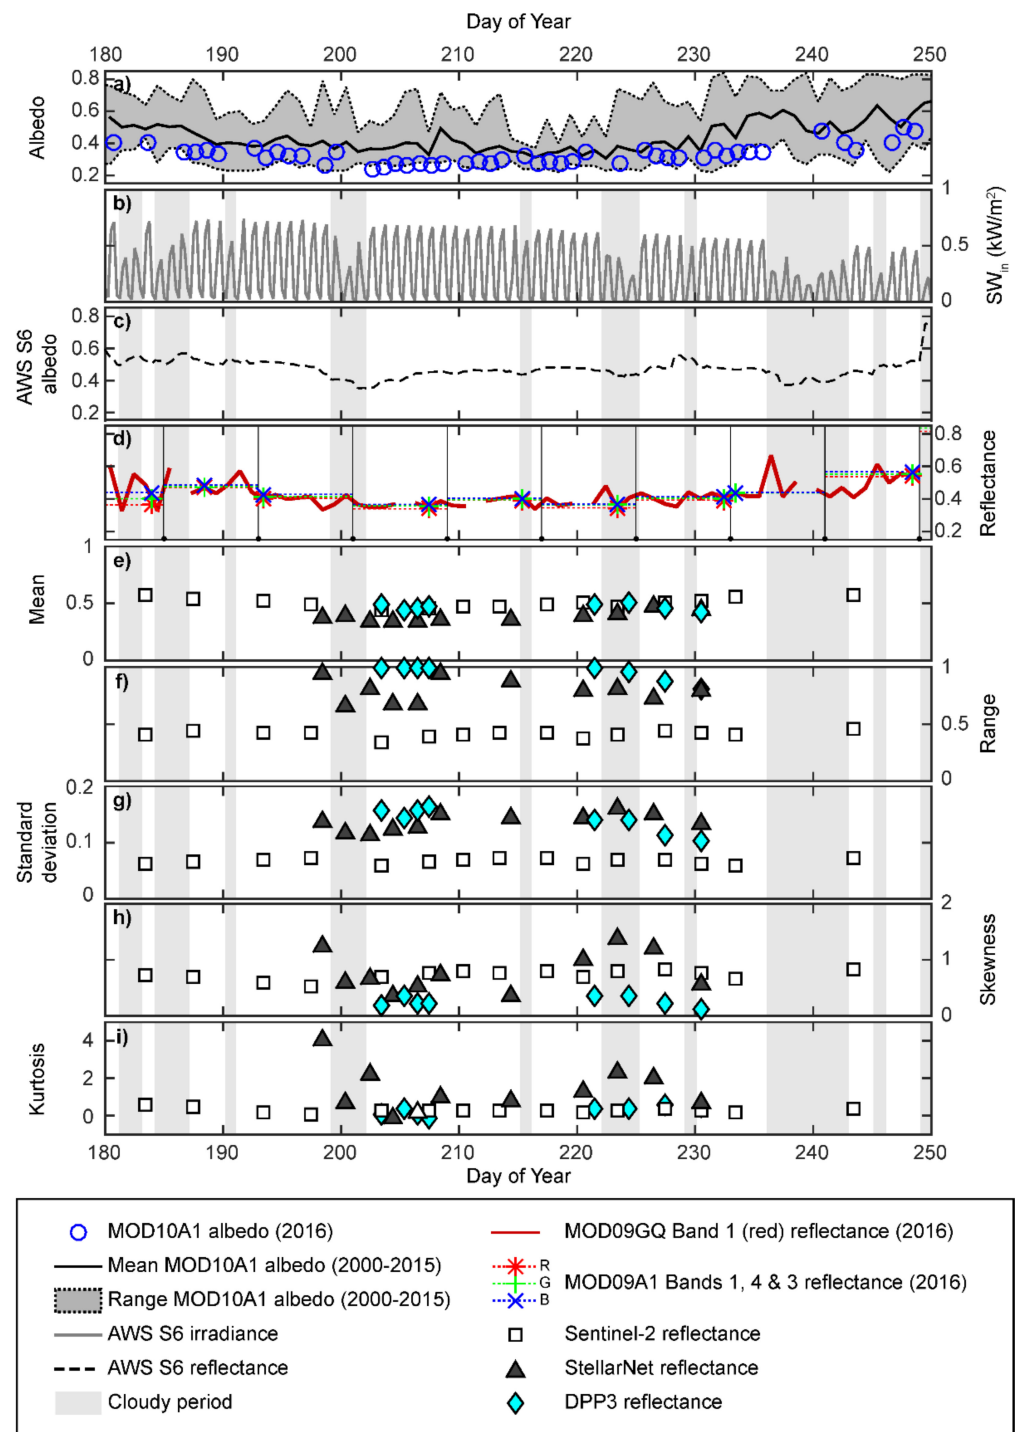 Day of Year
180 190 200 210 220 230 240 250
a)
0.8
0.6
0.4
0.2
Albedo
b)
1
0.5
0
SWin (kW/m²)
c)
0.8
0.6
0.4
0.2
AWS S6
albedo
d)
0.8
0.6
0.4
0.2
Reflectance
e)
1
0.5
0
Mean
f)
1
0.5
0
Range
g)
0.2
0.1
0
Standard
deviation
h)
2
1
0
Skewness
i)
4
2
0
Kurtosis
180 190 200 210 220 230 240 250
Day of Year
MOD10A1 albedo (2016)
Mean MOD10A1 albedo (2000-2015)
Range MOD10A1 albedo (2000-2015)
AWS S6 irradiance
AWS S6 reflectance
Cloudy period
MOD09GQ Band 1 (red) reflectance (2016)
R
G
B
MOD09A1 Bands 1, 4 & 3 reflectance (2016)
Sentinel-2 reflectance
StellarNet reflectance
DPP3 reflectance